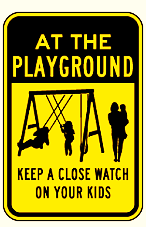 AT THE
PLAYGROUND
KEEP A CLOSE WATCH
ON YOUR KIDS